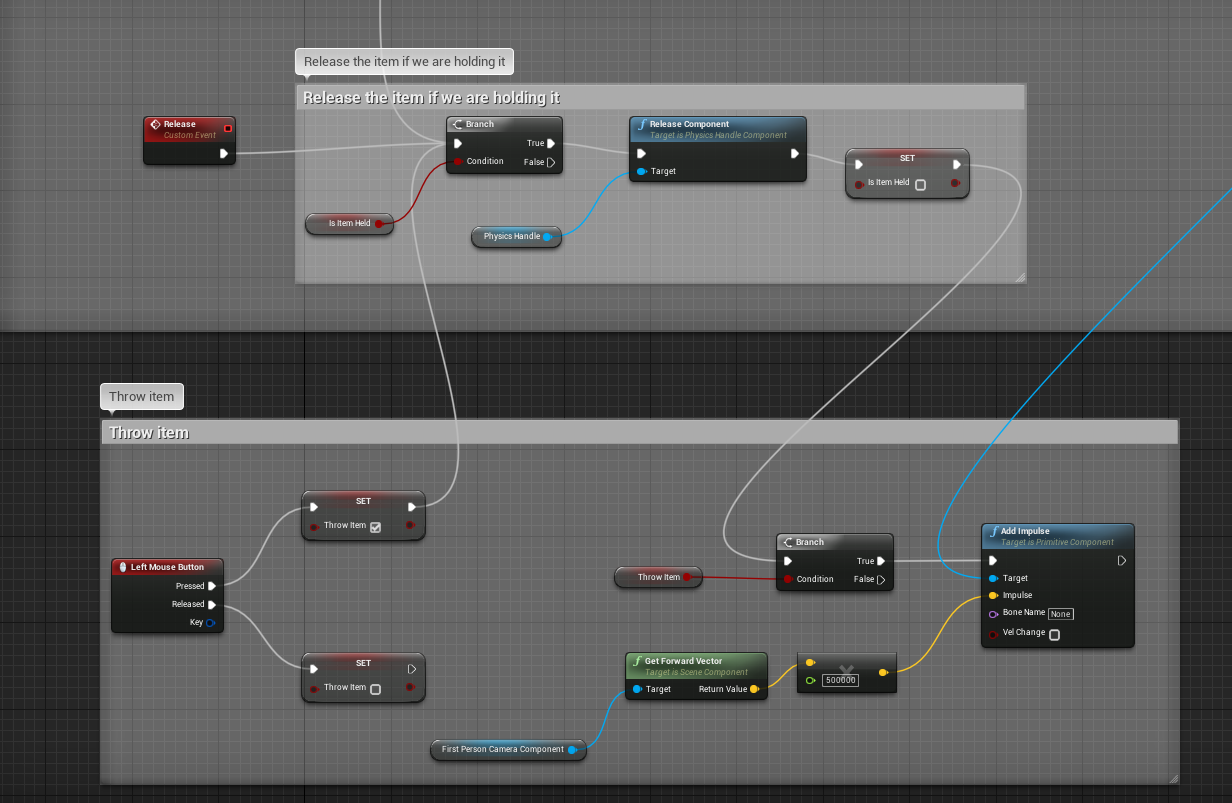 Release the item if we are holding it
Release the item if we are holding it
Release
Custom Event
Branch
True
Condition
False
Release Component
Target is Physics Handle Component
Target
SET
Is Item Held
Is Item Held
Physics Handle
Throw item
Throw item
SET
Throw Item
Left Mouse Button
Pressed
Released
Key
SET
Throw Item
Throw Item
Branch
True
Condition
False
Add Impulse
Target is Primitive Component
Target
Impulse
Bone Name None
Vel Change
Get Forward Vector
Target is Scene Component
Target
Return Value
500000
First Person Camera Component